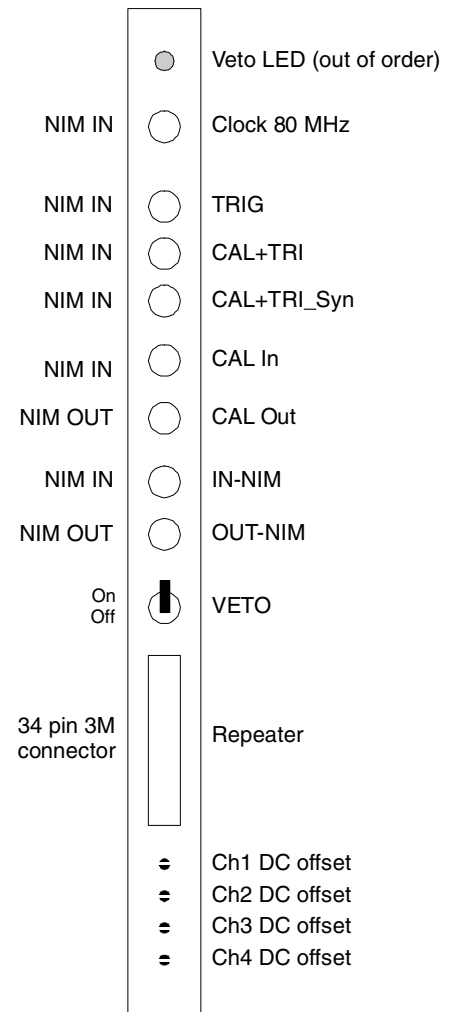 Veto LED (out of order)
NIM IN Clock 80 MHz
NIM IN TRIG
NIM IN CAL+TRI
NIM IN CAL+TRI_Syn
NIM IN CAL In
NIM OUT CAL Out
NIM IN IN-NIM
NIM OUT OUT-NIM
On
Off
VETO
34 pin 3M
connector
Repeater
Ch1 DC offset
Ch2 DC offset
Ch3 DC offset
Ch4 DC offset